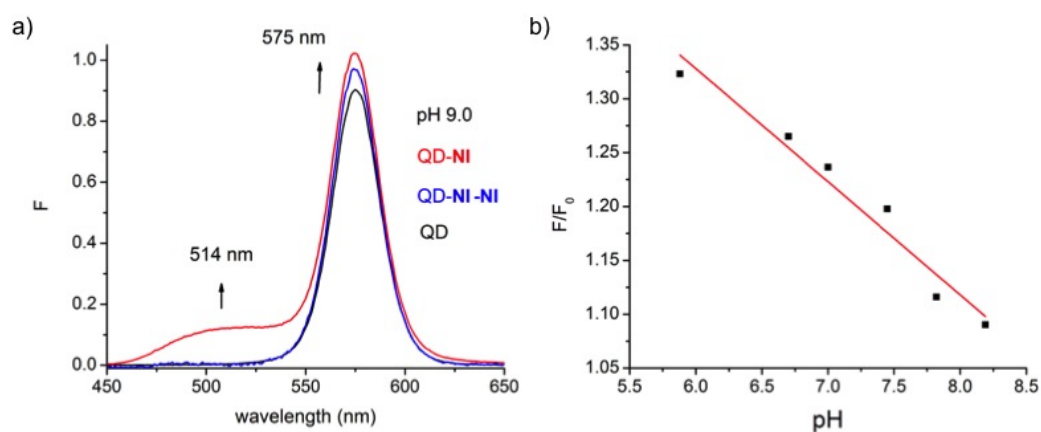 a)
575 nm
pH 9.0
QD-NI
QD-NI-NI
QD
514 nm
F
1.0
0.8
0.6
0.4
0.2
0.0
450
500
550
600
650
wavelength (nm)
b)
F/F₀
1.35
1.30
1.25
1.20
1.15
1.10
1.05
5.5
6.0
6.5
7.0
7.5
8.0
8.5
pH